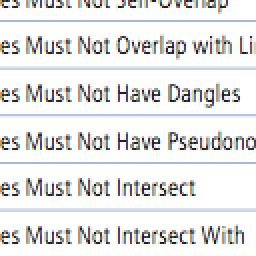 es Must Not Self-Overlap
es Must Not Overlap with Li
es Must Not Have Dangles
es Must Not Have Pseudono
es Must Not Intersect
es Must Not Intersect With